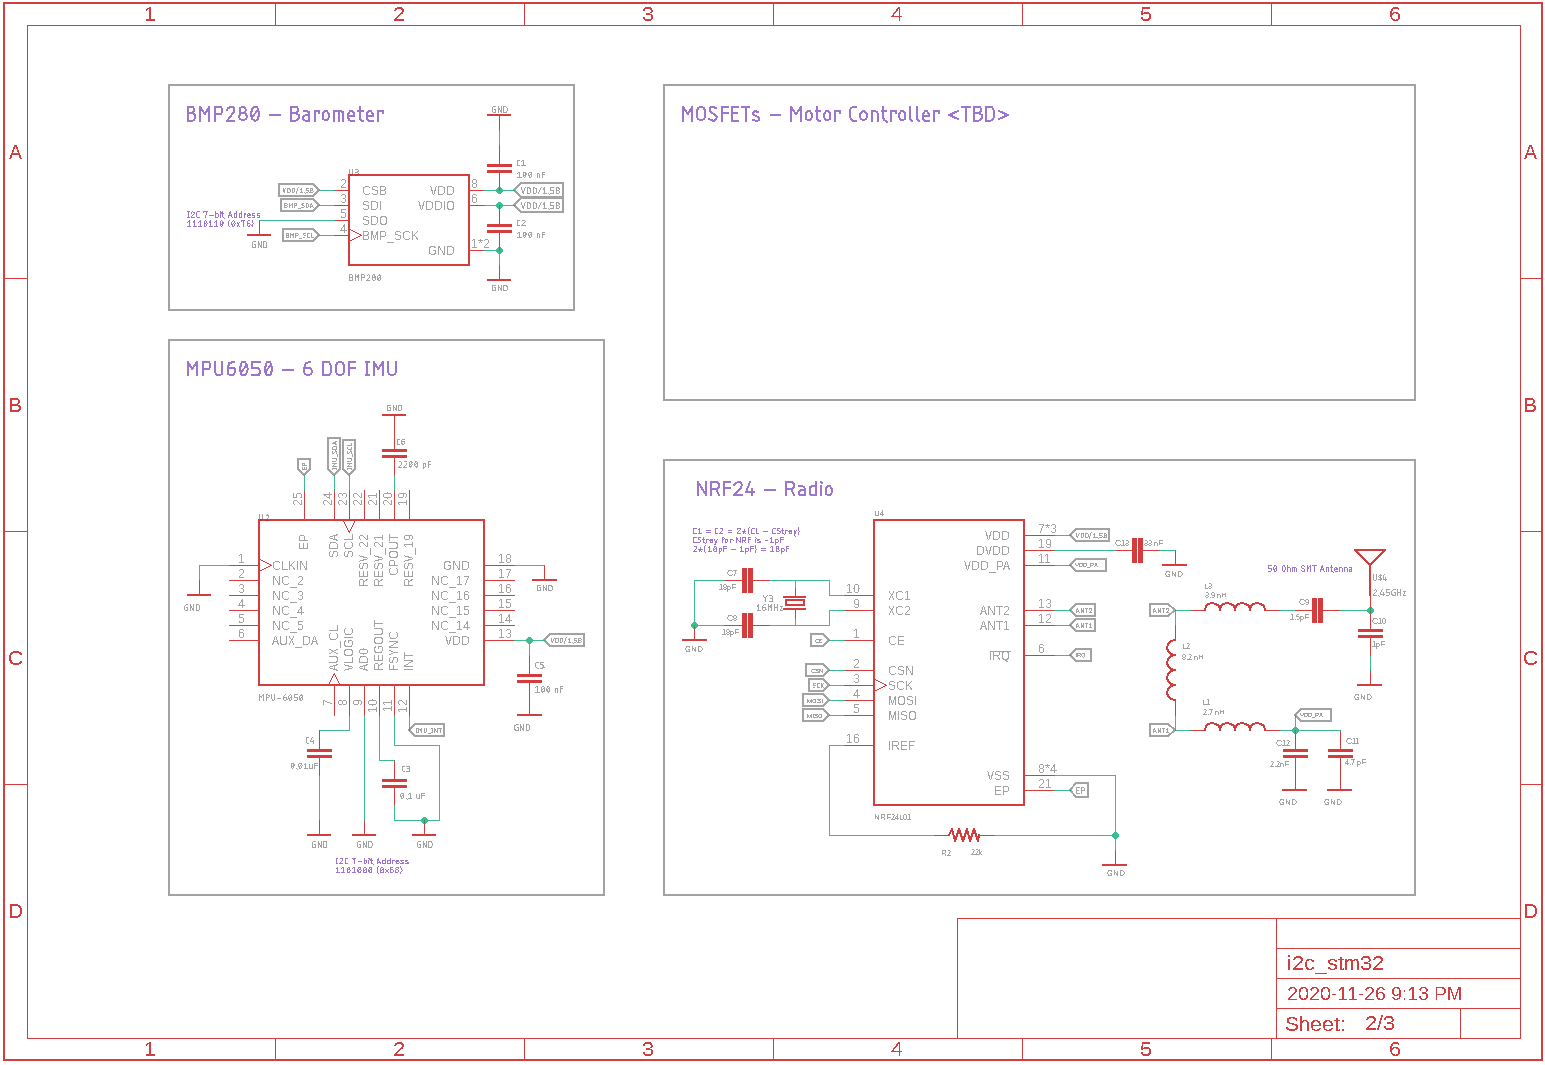 1 2 3 4 5 6
A A
B B
C C
D D
BMP280 – Barometer
GND
C1
100 nF
U3
VDD/1.5B
2
CSB
VDD
8
VDD/1.5B
BMP_SDA
3
SDI
VDDIO
6
VDD/1.5B
I2C 7-bit Address
1110110 (0x76)
5
SDO
C2
100 nF
BMP_SCL
4
BMP_SCK
GND
GND
1*2
BMP280
GND
MOSFETs – Motor Controller <TBD>
MPU6050 – 6 DOF IMU
GND
C6
2200 pF
EP
IMU_SDA
IMU_SCL
25
24
23
22
21
20
19
U2
EP
SDA
SCL
RESV_22
RESV_21
CPOUT
RESV_19
1
CLKIN
2
NC_2
3
NC_3
4
NC_4
5
NC_5
6
AUX_DA
GND
18
NC_17
17
NC_16
16
NC_15
15
NC_14
14
VDD
13
GND
GND
VDD/1.5B
C5
100 nF
GND
AUX_CL
VLOGIC
AD0
REGOUT
FSYNC
INT
MPU-6050
7
8
9
10
11
12
IMU_INT
C4
0.01uF
C3
0.1 uF
GND
GND
GND
I2C 7-bit Address
1101000 (0x68)
NRF24 – Radio
C1 = C2 = 2*(CL - CStray)
CStray for NRF is ~1pF
2*(10pF - 1pF) = 18pF
C7
18pF
Y3
16MHz
C8
18pF
GND
U4
10
XC1
9
XC2
CE
1
CE
CSN
2
CSN
SCK
3
SCK
MOSI
4
MOSI
MISO
5
MISO
16
IREF
VDD
7*3
VDD/1.5B
DVDD
19
C13
33nF
GND
VDD_PA
11
VDD_PA
ANT2
13
ANT2
ANT1
12
ANT1
IRQ
6
IRQ
VSS
8*4
EP
21
EP
NRF24L01
R2
22k
GND
50 Ohm SMT Antenna
U$4
2.45GHz
ANT2
L3
3.9nH
C9
1.5pF
C10
1pF
GND
L2
8.2nH
ANT1
L1
2.7nH
VDD_PA
C12
2.2nF
C11
4.7pF
GND
GND
i2c_stm32
2020-11-26 9:13 PM
Sheet: 2/3
1 2 3 4 5 6